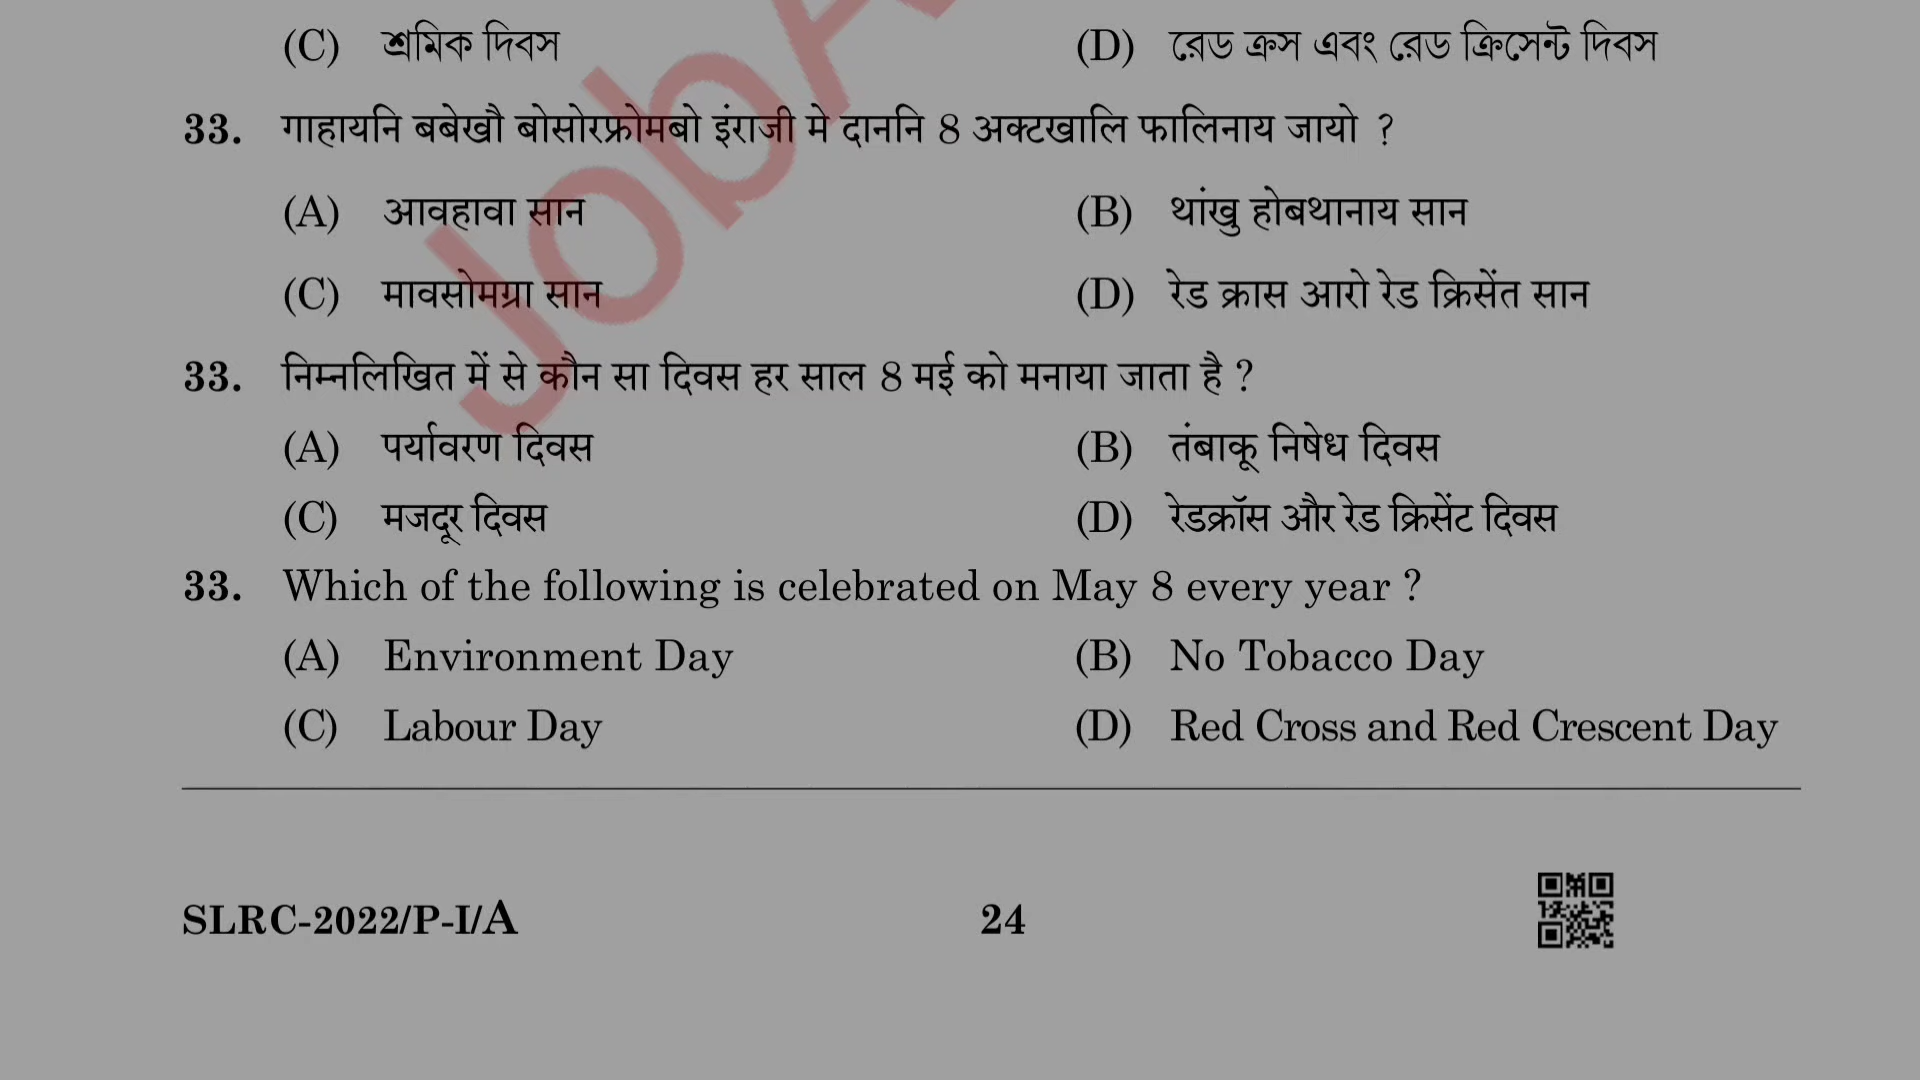 (C) শ্রমিক দিবস (D) রেড ক্রস এবং রেড ক্রিসেন্ট দিবস
33. गाहायनि बबेखौ बोसोरफ्रोमबो इंराजी मे दाननि 8 अक्टखालि फालिनाय जायो ?
(A) आवहावा सान (B) थांखु होबथानाय सान
(C) मावसोमग्रा सान (D) रेड क्रास आरो रेड क्रिसेंत सान
33. निम्नलिखित में से कौन सा दिवस हर साल 8 मई को मनाया जाता है ?
(A) पर्यावरण दिवस (B) तंबाकू निषेध दिवस
(C) मजदूर दिवस (D) रेडक्रॉस और रेड क्रिसेंट दिवस
33. Which of the following is celebrated on May 8 every year ?
(A) Environment Day (B) No Tobacco Day
(C) Labour Day (D) Red Cross and Red Crescent Day
SLRC-2022/P-I/A 24
JobA